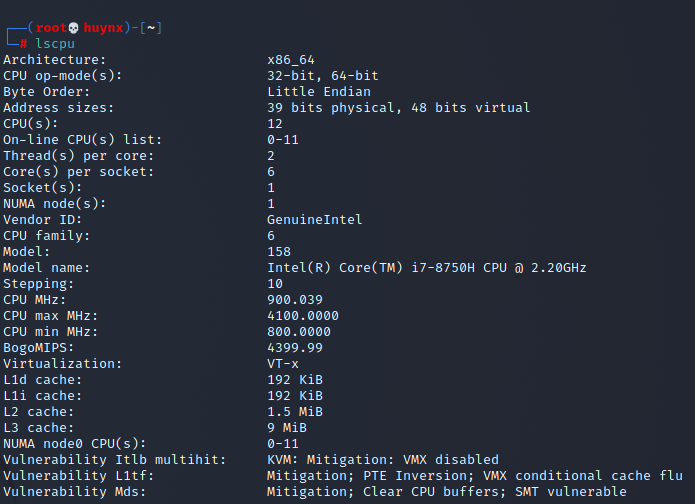 (root💀huynx)-[~]
# lscpu
Architecture: x86_64
CPU op-mode(s): 32-bit, 64-bit
Byte Order: Little Endian
Address sizes: 39 bits physical, 48 bits virtual
CPU(s): 12
On-line CPU(s) list: 0-11
Thread(s) per core: 2
Core(s) per socket: 6
Socket(s): 1
NUMA node(s): 1
Vendor ID: GenuineIntel
CPU family: 6
Model: 158
Model name: Intel(R) Core(TM) i7-8750H CPU @ 2.20GHz
Stepping: 10
CPU MHz: 900.039
CPU max MHz: 4100.0000
CPU min MHz: 800.0000
BogoMIPS: 4399.99
Virtualization: VT-x
L1d cache: 192 KiB
L1i cache: 192 KiB
L2 cache: 1.5 MiB
L3 cache: 9 MiB
NUMA node0 CPU(s): 0-11
Vulnerability Itlb multihit: KVM: Mitigation: VMX disabled
Vulnerability L1tf: Mitigation; PTE Inversion; VMX conditional cache flu
Vulnerability Mds: Mitigation; Clear CPU buffers; SMT vulnerable